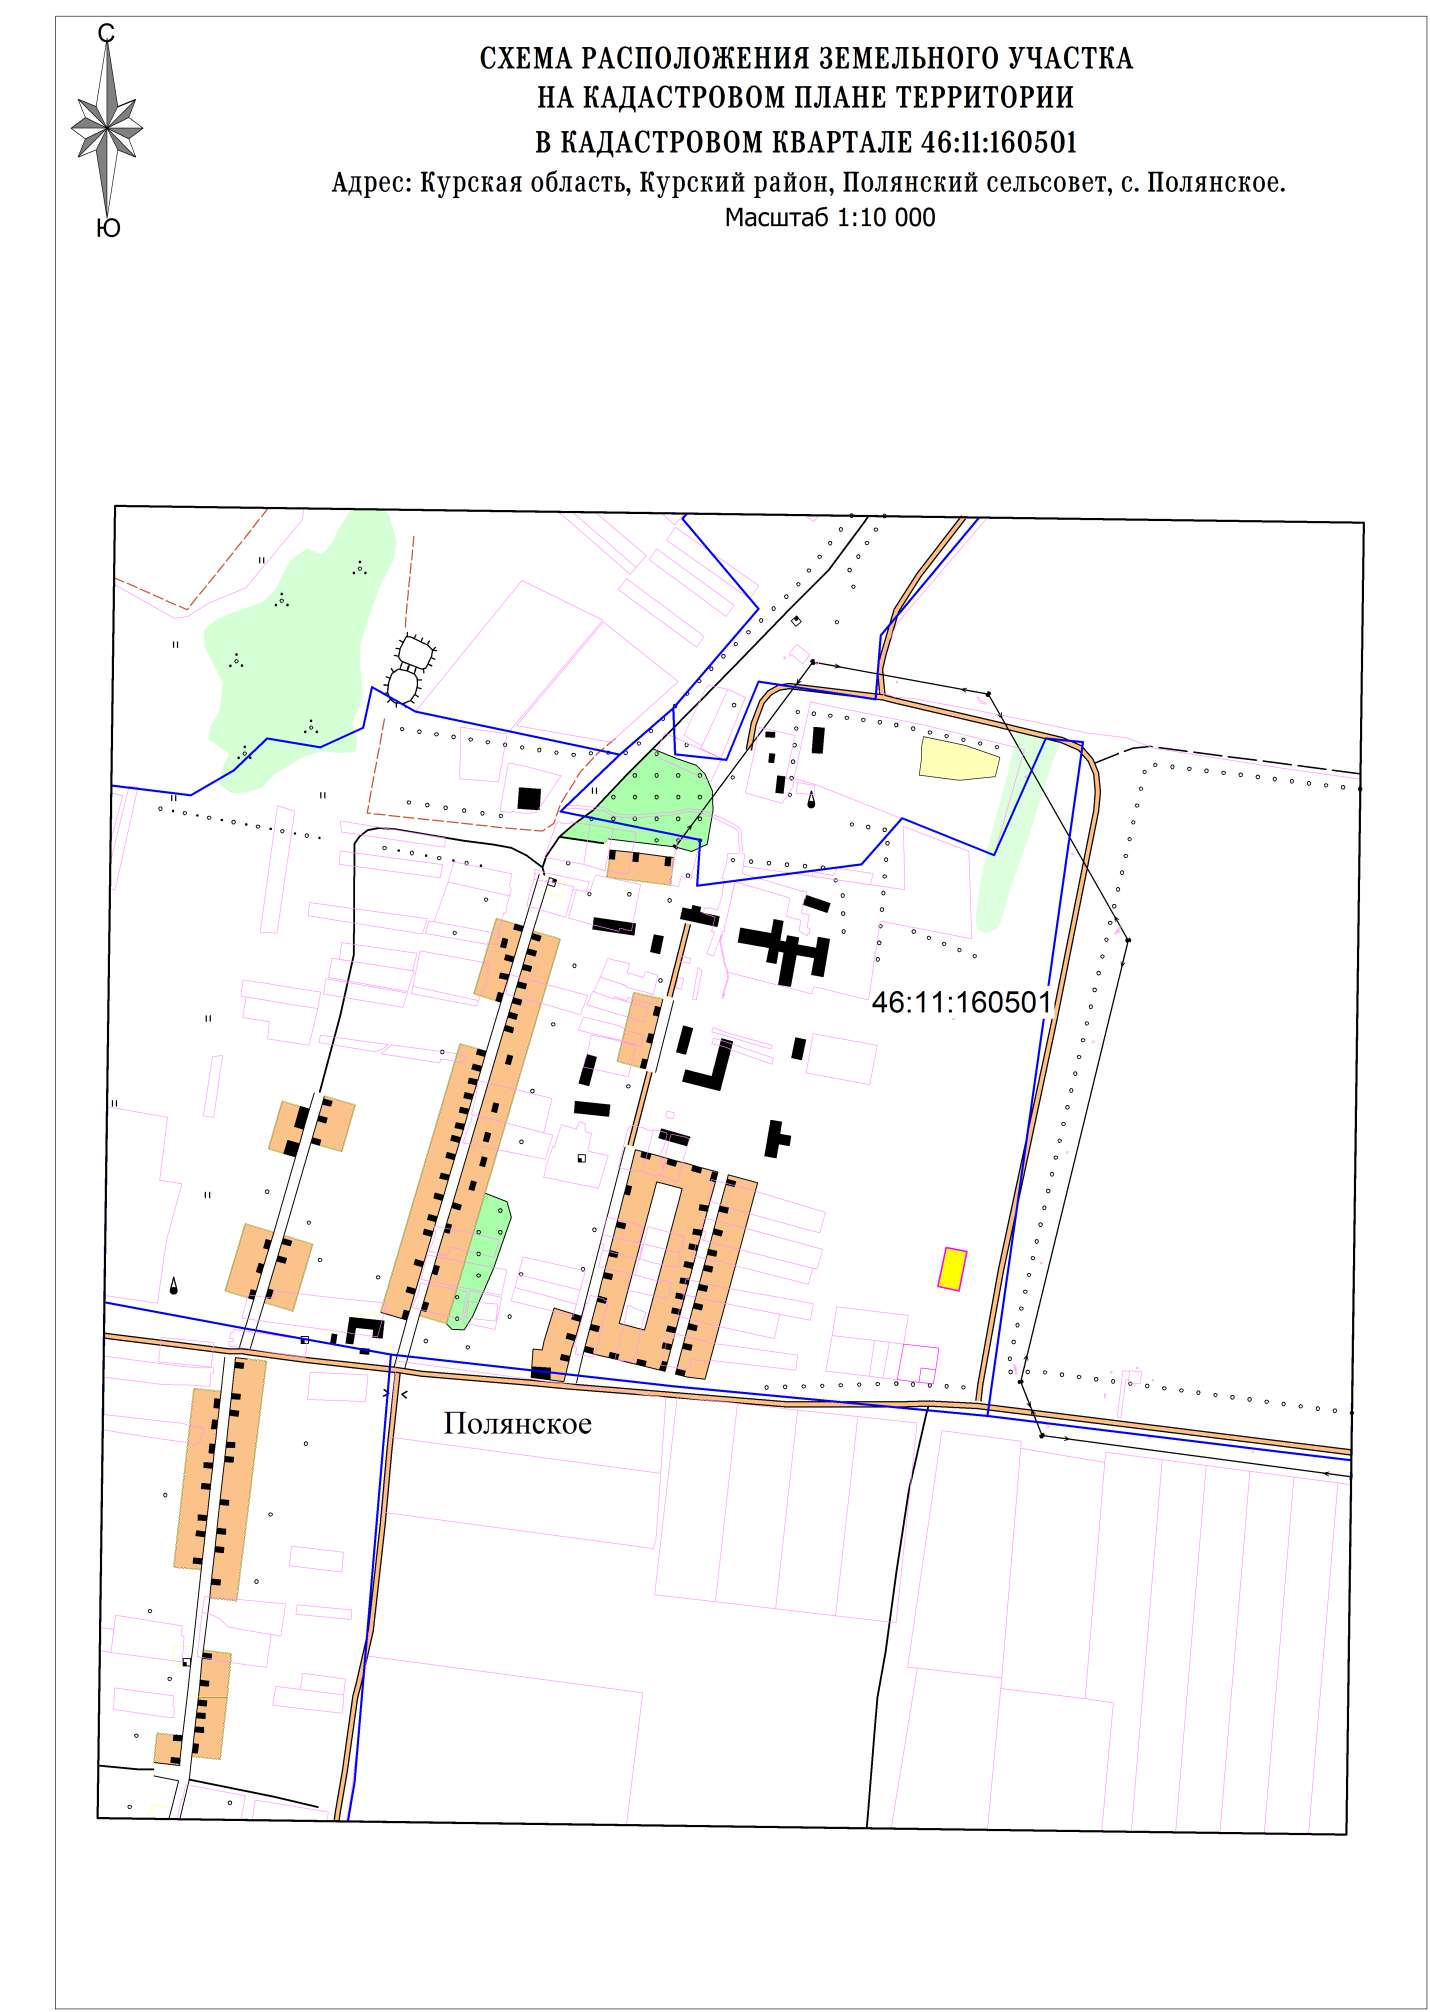 С
СХЕМА РАСПОЛОЖЕНИЯ ЗЕМЕЛЬНОГО УЧАСТКА
НА КАДАСТРОВОМ ПЛАНЕ ТЕРРИТОРИИ
В КАДАСТРОВОМ КВАРТАЛЕ 46:11:160501
Адрес: Курская область, Курский район, Полянский сельсовет, с. Полянское.
Масштаб 1:10 000
Ю
46:11:160501
Полянское